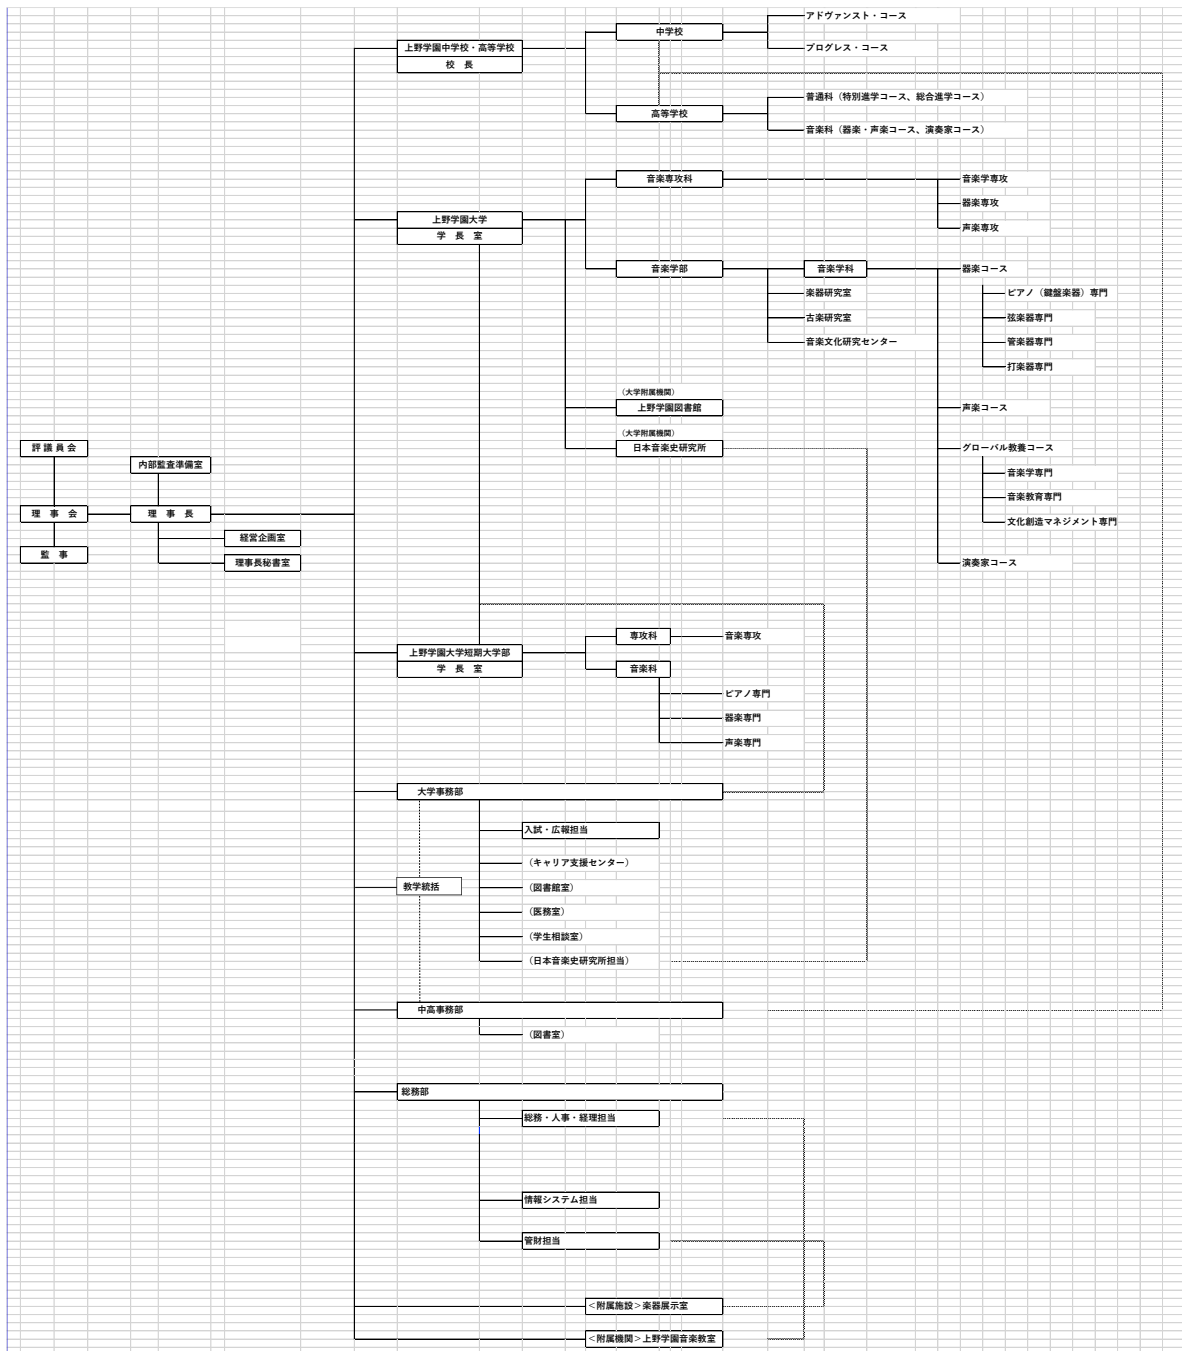 アドヴァンスト・コース
中学校
上野学園中学校・高等学校
プログレス・コース
校　長
普通科（特別進学コース、総合進学コース）
高等学校
音楽科（器楽・声楽コース、演奏家コース）
音楽専攻科
音楽学専攻
器楽専攻
上野学園大学
声楽専攻
学　長　室
音楽学部
音楽学科
器楽コース
楽器研究室
ピアノ（鍵盤楽器）専門
古楽研究室
弦楽器専門
音楽文化研究センター
管楽器専門
打楽器専門
（大学附属機関）
上野学園図書館
声楽コース
（大学附属機関）
評議員会
日本音楽史研究所
グローバル教養コース
内部監査準備室
音楽学専門
音楽教育専門
理　事　会
理　事　長
文化創造マネジメント専門
経営企画室
監　事
理事長秘書室
演奏家コース
専攻科
音楽専攻
上野学園大学短期大学部
学　長　室
音楽科
ピアノ専門
器楽専門
声楽専門
大学事務部
入試・広報担当
（キャリア支援センター）
教学統括
（図書館室）
（医務室）
（学生相談室）
（日本音楽史研究所担当）
中高事務部
（図書室）
総務部
総務・人事・経理担当
情報システム担当
管財担当
＜附属施設＞楽器展示室
＜附属機関＞上野学園音楽教室